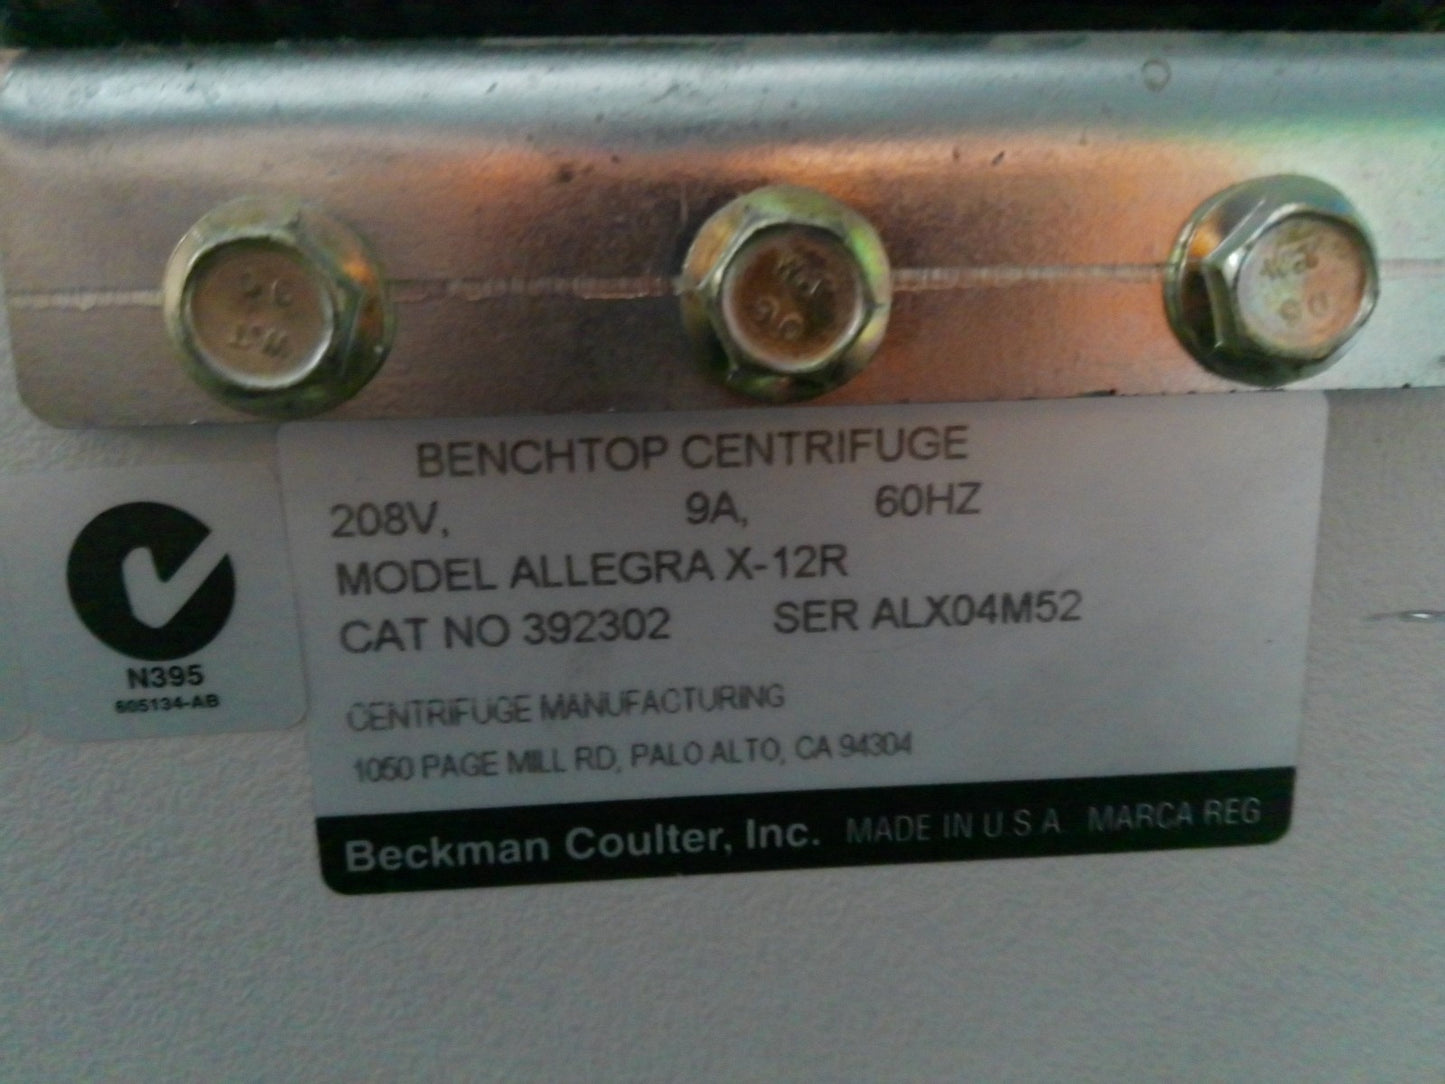 BENCHTOP CENTRIFUGE
208V, 9A, 60HZ
MODEL ALLEGRA X-12R
CAT NO 392302 SER ALX04M52
CENTRIFUGE MANUFACTURING
1050 PAGE MILL RD, PALO ALTO, CA 94304
Beckman Coulter, Inc. MADE IN U.S.A. MARCA REG
N395
605134-AB